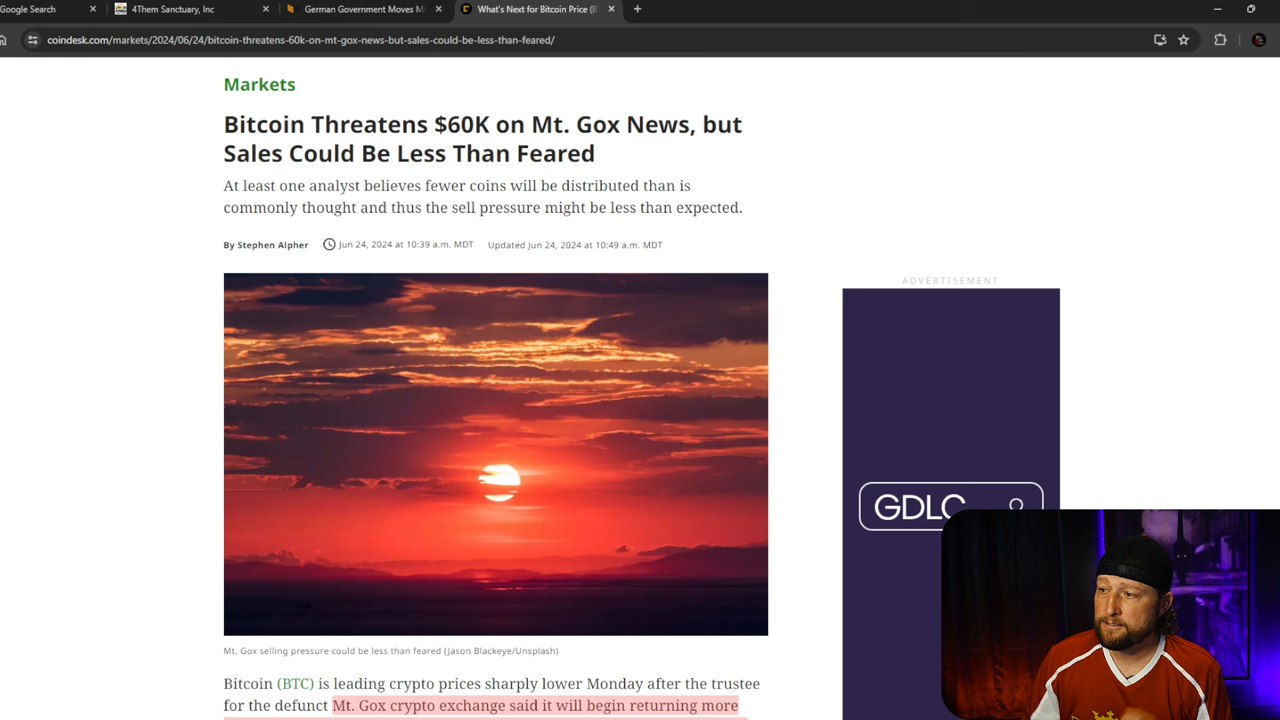 Google Search
4Them Sanctuary, Inc
German Government Moves M
What's Next for Bitcoin Price (B
coindesk.com/markets/2024/06/24/bitcoin-threatens-60k-on-mt-gox-news-but-sales-could-be-less-than-feared/
Markets
Bitcoin Threatens $60K on Mt. Gox News, but
Sales Could Be Less Than Feared
At least one analyst believes fewer coins will be distributed than is
commonly thought and thus the sell pressure might be less than expected.
By Stephen Alpher Jun 24, 2024 at 10:39 a.m. MDT Updated Jun 24, 2024 at 10:49 a.m. MDT
ADVERTISEMENT
GDLC
Mt. Gox selling pressure could be less than feared (Jason Blackeye/Unsplash)
Bitcoin (BTC) is leading crypto prices sharply lower Monday after the trustee
for the defunct Mt. Gox crypto exchange said it will begin returning more